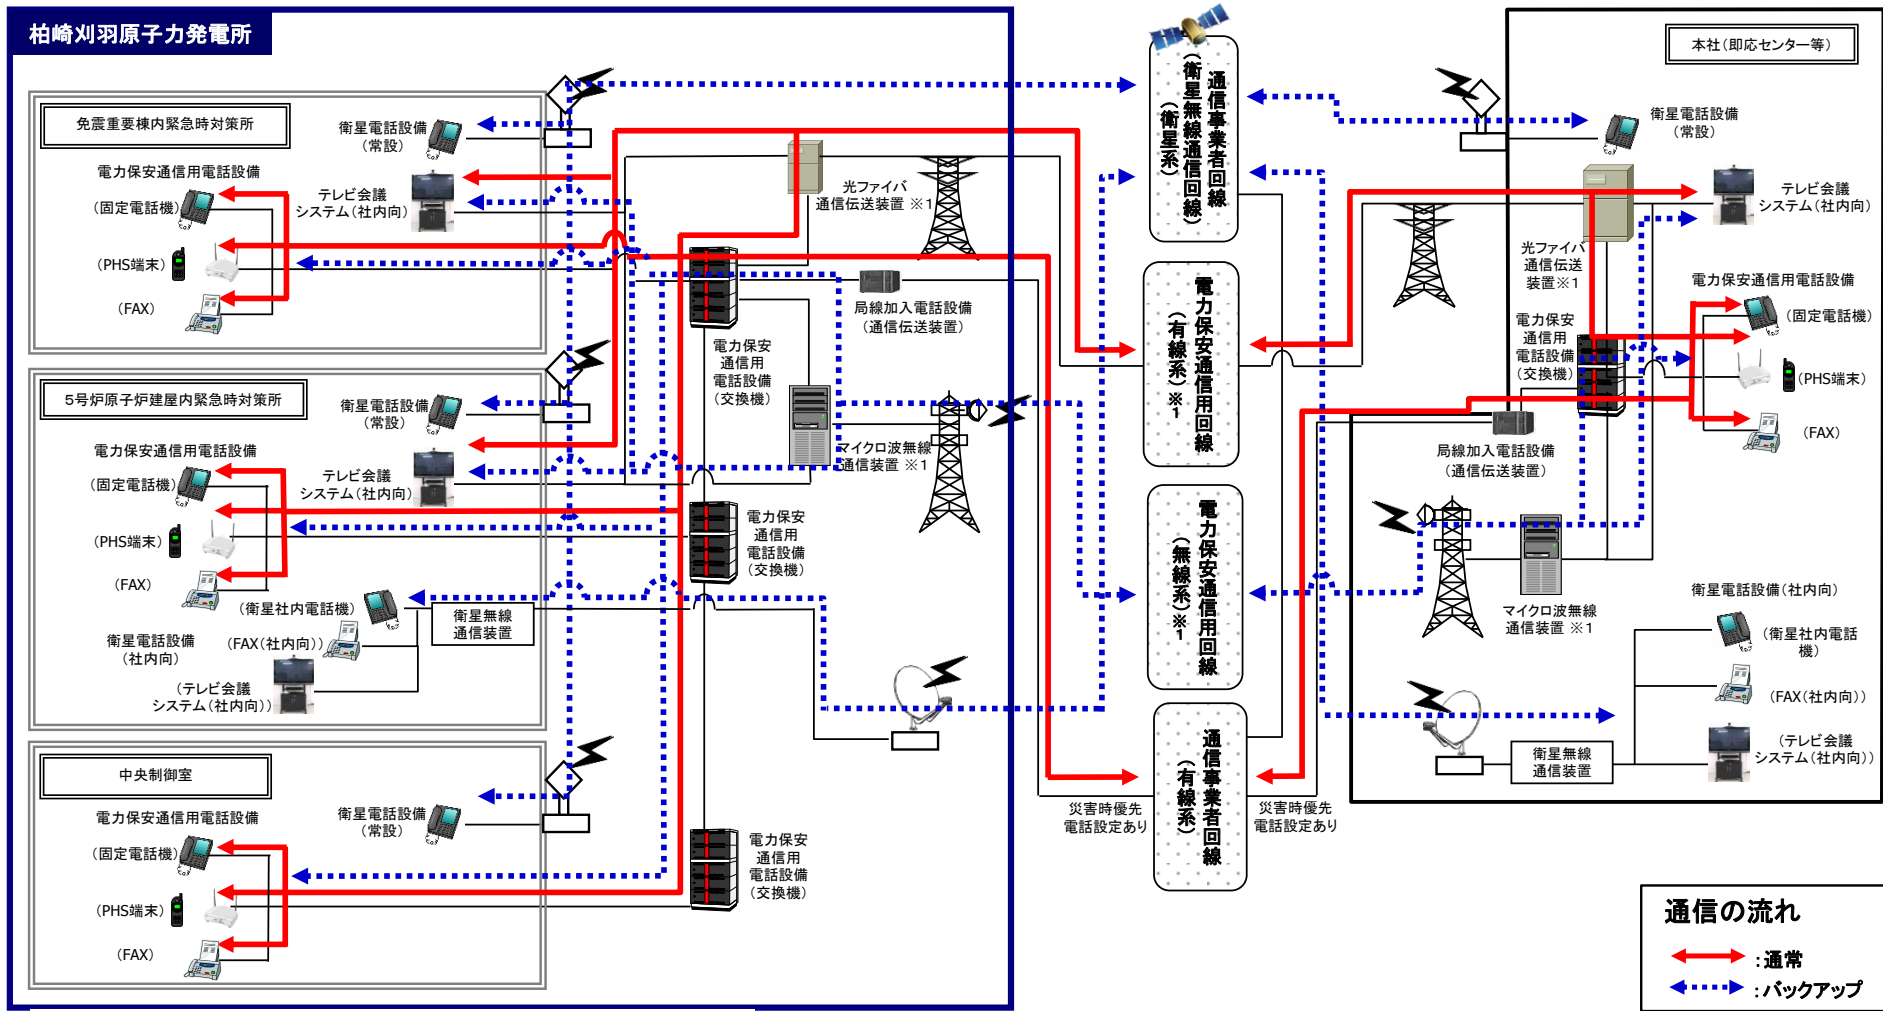 柏崎刈羽原子力発電所
免震重要棟内緊急時対策所
衛星電話設備
（常設）
電力保安通信用電話設備
（固定電話機）
テレビ会議
システム（社内向）
（PHS端末）
（FAX）
5号炉原子炉建屋内緊急時対策所
衛星電話設備
（常設）
電力保安通信用電話設備
（固定電話機）
テレビ会議
システム（社内向）
（PHS端末）
（FAX）
（衛星社内電話機）
衛星電話設備
（社内向）
（FAX（社内向））
（テレビ会議
システム（社内向））
衛星無線
通信装置
中央制御室
電力保安通信用電話設備
衛星電話設備
（常設）
（固定電話機）
（PHS端末）
（FAX）
光ファイバ
通信伝送装置 ※1
局線加入電話設備
（通信伝送装置）
電力保安
通信用
電話設備
（交換機）
マイクロ波無線
通信装置 ※1
電力保安
通信用
電話設備
（交換機）
電力保安
通信用
電話設備
（交換機）
通信事業者回線
（衛星無線通信回線）
（衛星系）
電力保安通信用回線
（有線系）※1
電力保安通信用回線
（無線系）※1
通信事業者回線
（有線系）
災害時優先
電話設定あり
災害時優先
電話設定あり
本社（即応センター等）
衛星電話設備
（常設）
テレビ会議
システム（社内向）
光ファイバ
通信伝送
装置※1
電力保安通信用電話設備
（固定電話機）
電力保安
通信用
電話設備
（交換機）
（PHS端末）
（FAX）
局線加入電話設備
（通信伝送装置）
マイクロ波無線
通信装置 ※1
衛星電話設備（社内向）
（衛星社内電話
機）
（FAX（社内向））
（テレビ会議
システム（社内向））
衛星無線
通信装置
通信の流れ
：通常
：バックアップ